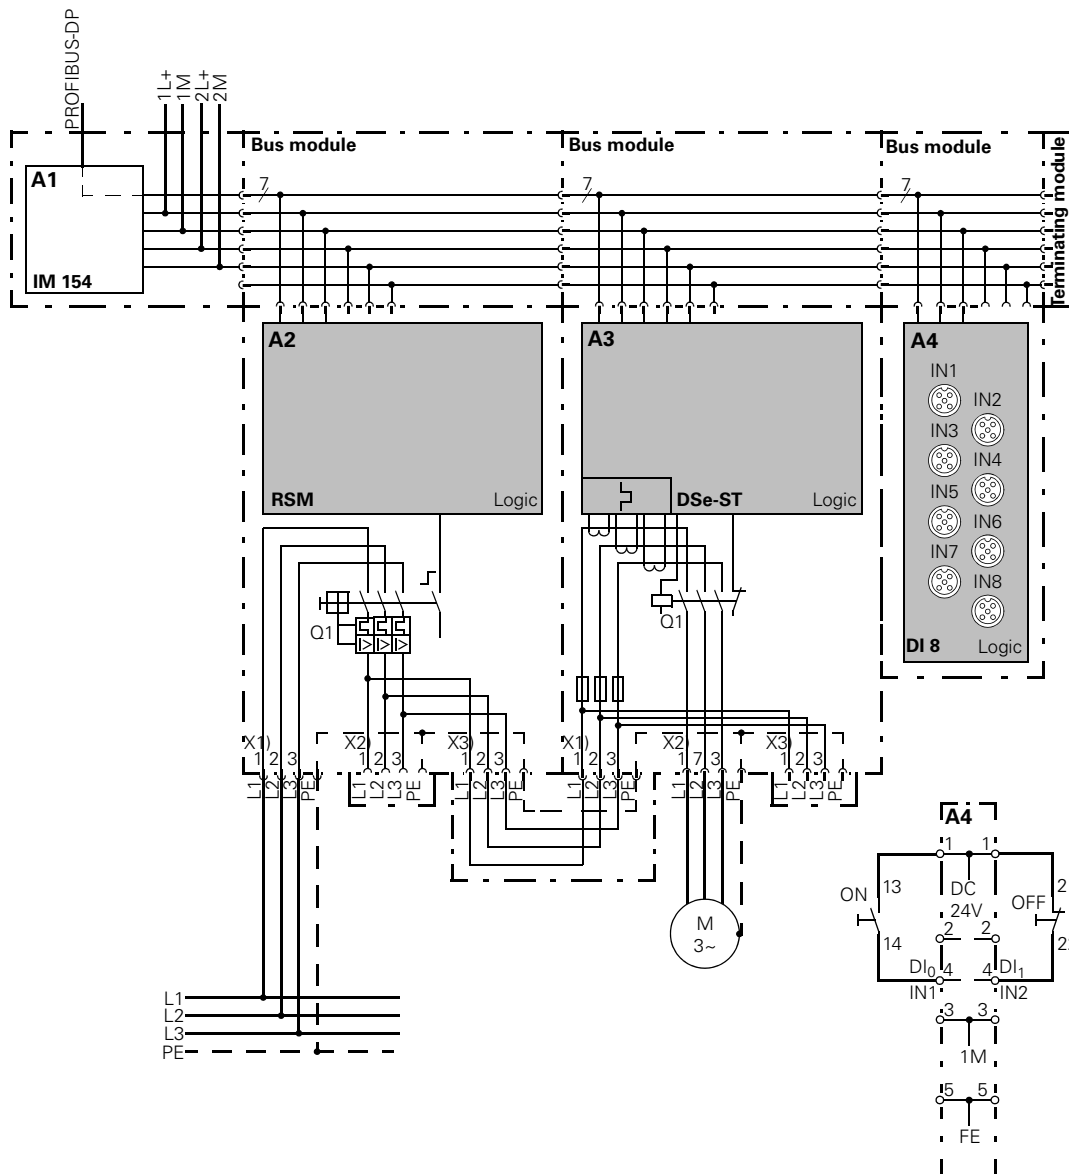 PROFIBUS-DP
1L+
1M
2L+
2M
Bus module
Bus module
Bus module
Terminating module
A1
IM 154
7
7
7
A2
RSM
Logic
A3
DSe-ST
Logic
A4
IN1
IN2
IN3
IN4
IN5
IN6
IN7
IN8
DI 8
Logic
Q1
Q1
X1)
1 2 3
X2)
1 2 3
X3)
1 2 3
X1)
1 2 3
X2)
1 7 3
X3)
1 2 3
L1 L2 L3 PE
L1 L2 L3 PE
L1 L2 L3 PE
L1 L2 L3 PE
L1 L2 L3 PE
L1 L2 L3 PE
M
3~
L1
L2
L3
PE
A4
1 1
13
DC
24V
2
ON
OFF
14
2 2
2
DI0 4 4 DI1
IN1 IN2
3 3
1M
5 5
FE